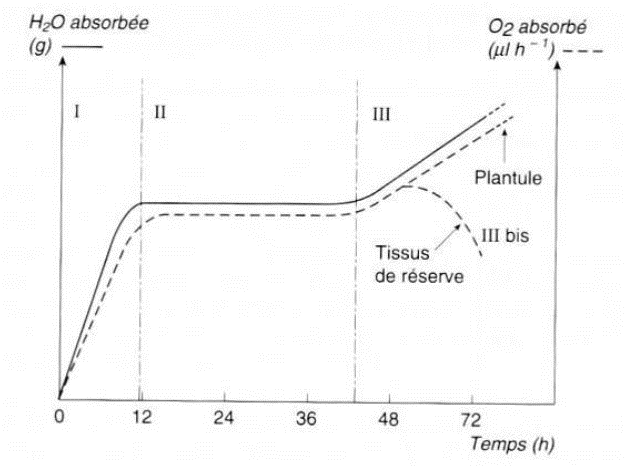 H₂O absorbée
(g)
O2 absorbé
(µl h⁻¹)
I
II
III
Plantule
III bis
Tissus
de réserve
0
12
24
36
48
72
Temps (h)